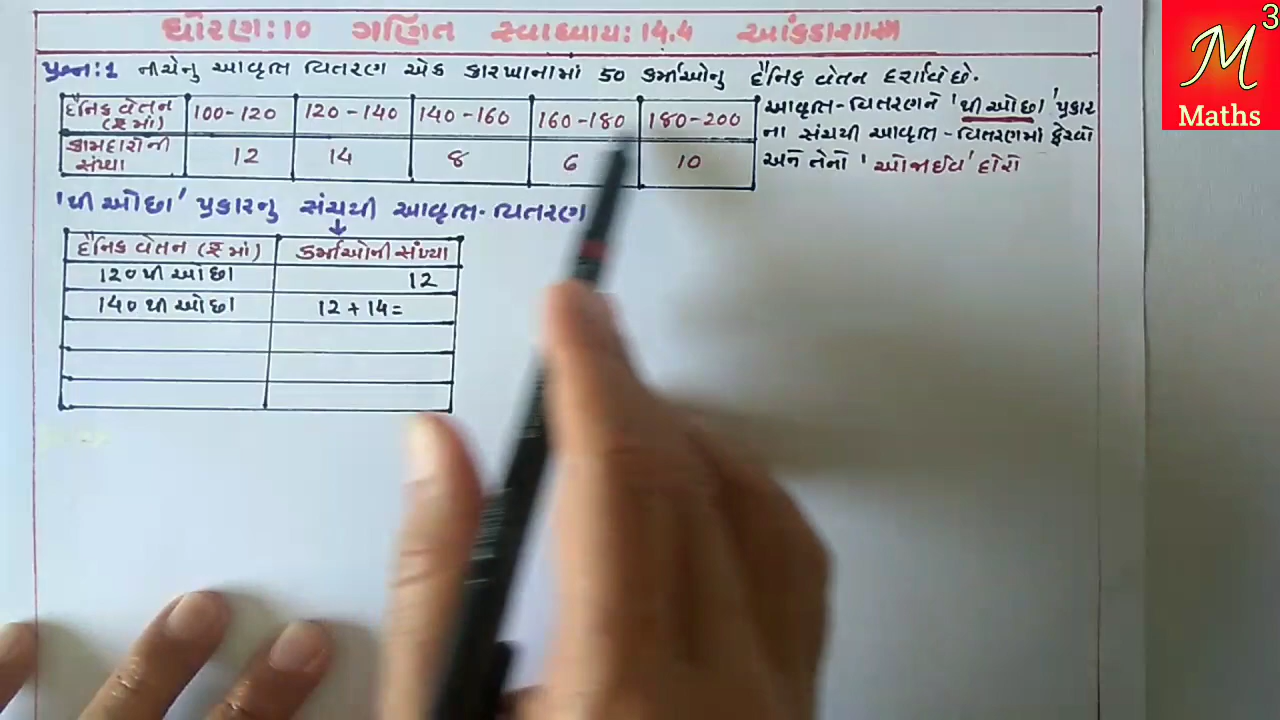 ધોરણ:10 ગણિત સ્વાધ્યાય:14.4 આંકડાશાસ્ત્ર
M³
Maths
પ્રશ્ન:1 નીચેનુ આવૃત્ત વિતરણ એક કારખાનામાં 50 કર્માઓનુ દૈનિક વેતન દર્શાવે છે.
આવૃત્ત-વિતરણને 'થી ઓછા' પ્રકાર
ના સંચયી આવૃત્ત-વિતરણમાં ફેરવો
અને તેનો 'ઓજાઈવ' દોરો
દૈનિક વેતન (₹ માં) 100-120 120-140 140-160 160-180 180-200
કામદારોની સંખ્યા 12 14 8 6 10
'થી ઓછા' પ્રકારનુ સંચયી આવૃત્ત-વિતરણ
દૈનિક વેતન (₹ માં) કર્માઓની સંખ્યા
120 થી ઓછા 12
140 થી ઓછા 12 + 14 =